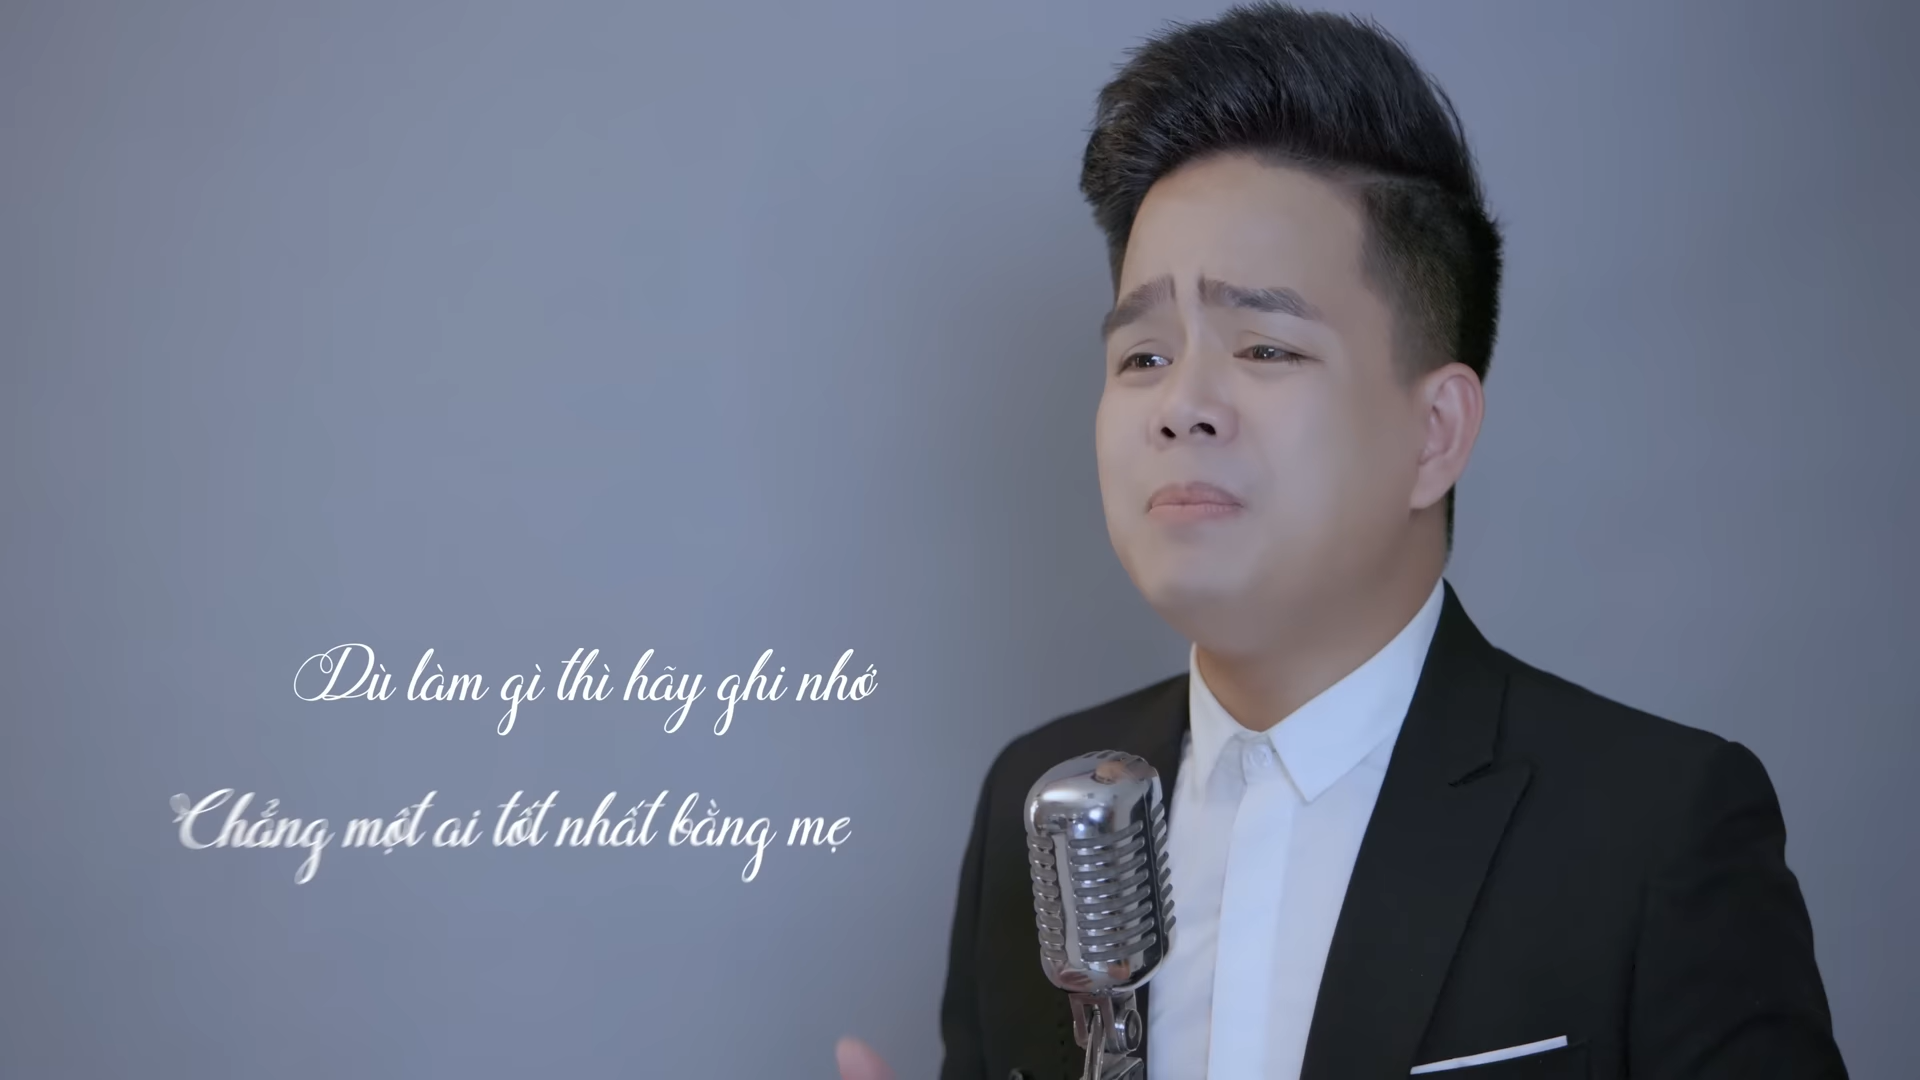 Dù làm gì thì hãy ghi nhớ
Chẳng một ai tốt nhất bằng mẹ